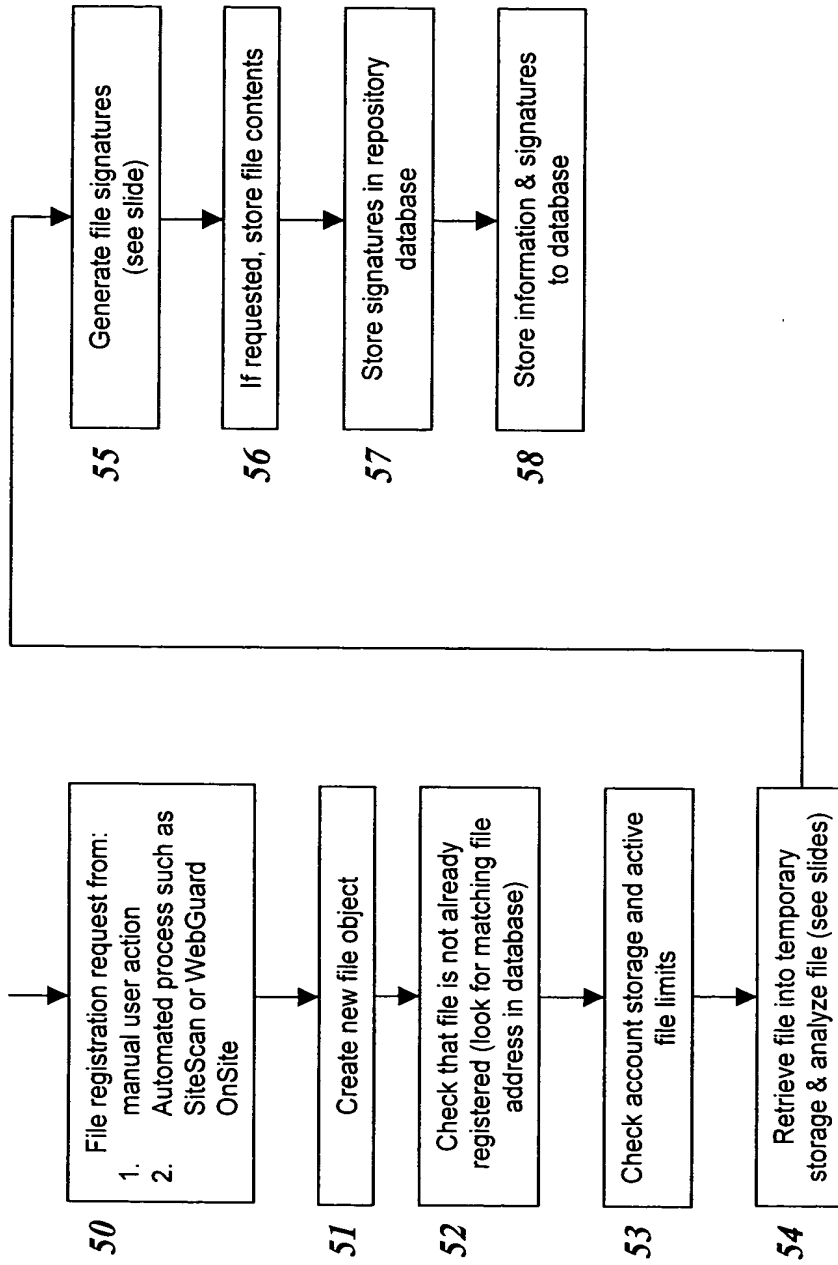 50
File registration request from:
1. manual user action
2. Automated process such as
SiteScan or WebGuard
OnSite
51
Create new file object
52
Check that file is not already
registered (look for matching file
address in database)
53
Check account storage and active
file limits
54
Retrieve file into temporary
storage & analyze file (see slides)
55
Generate file signatures
(see slide)
56
If requested, store file contents
57
Store signatures in repository
database
58
Store information & signatures
to database